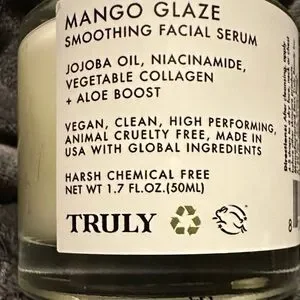 MANGO GLAZE
SMOOTHING FACIAL SERUM
JOJOBA OIL, NIACINAMIDE,
VEGETABLE COLLAGEN
+ ALOE BOOST
VEGAN, CLEAN, HIGH PERFORMING,
ANIMAL CRUELTY FREE, MADE IN
USA WITH GLOBAL INGREDIENTS
HARSH CHEMICAL FREE
NET WT 1.7 FL.OZ.(50ML)
TRULY